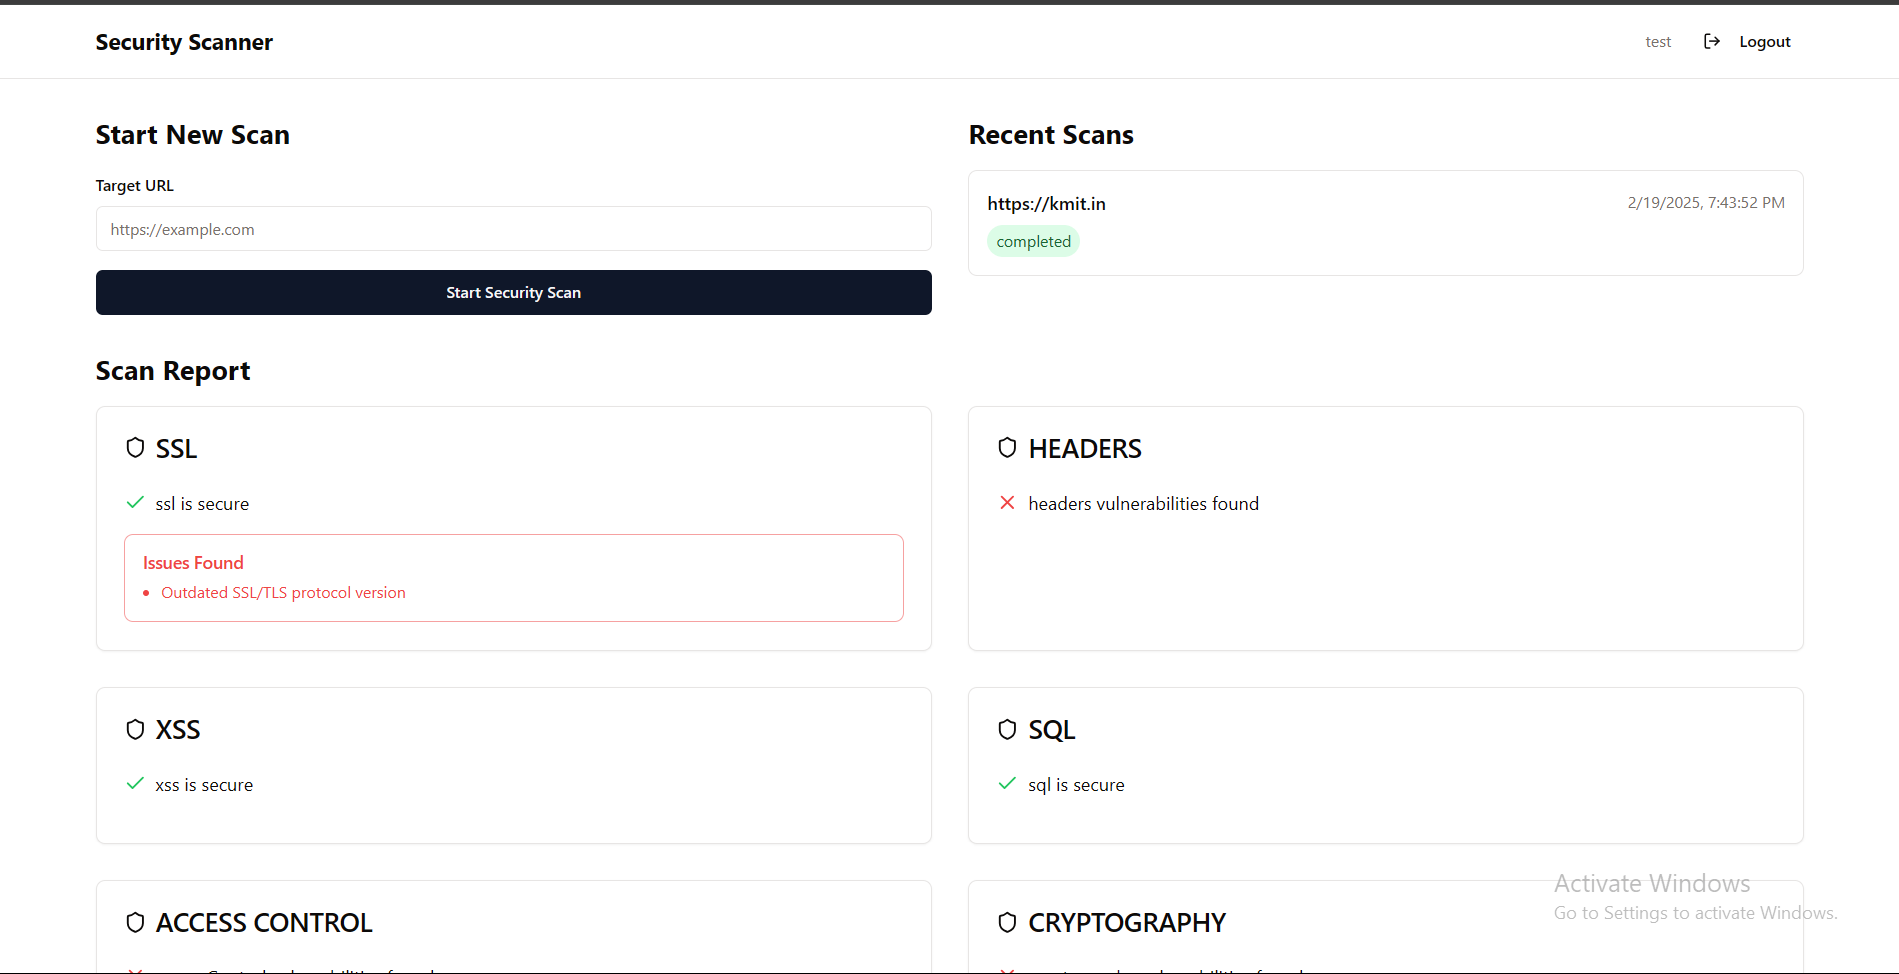 Security Scanner
test
Logout
Start New Scan
Target URL
https://example.com
Start Security Scan
Recent Scans
https://kmit.in
2/19/2025, 7:43:52 PM
completed
Scan Report
SSL
ssl is secure
Issues Found
Outdated SSL/TLS protocol version
HEADERS
headers vulnerabilities found
XSS
xss is secure
SQL
sql is secure
ACCESS CONTROL
CRYPTOGRAPHY
Activate Windows
Go to Settings to activate Windows.